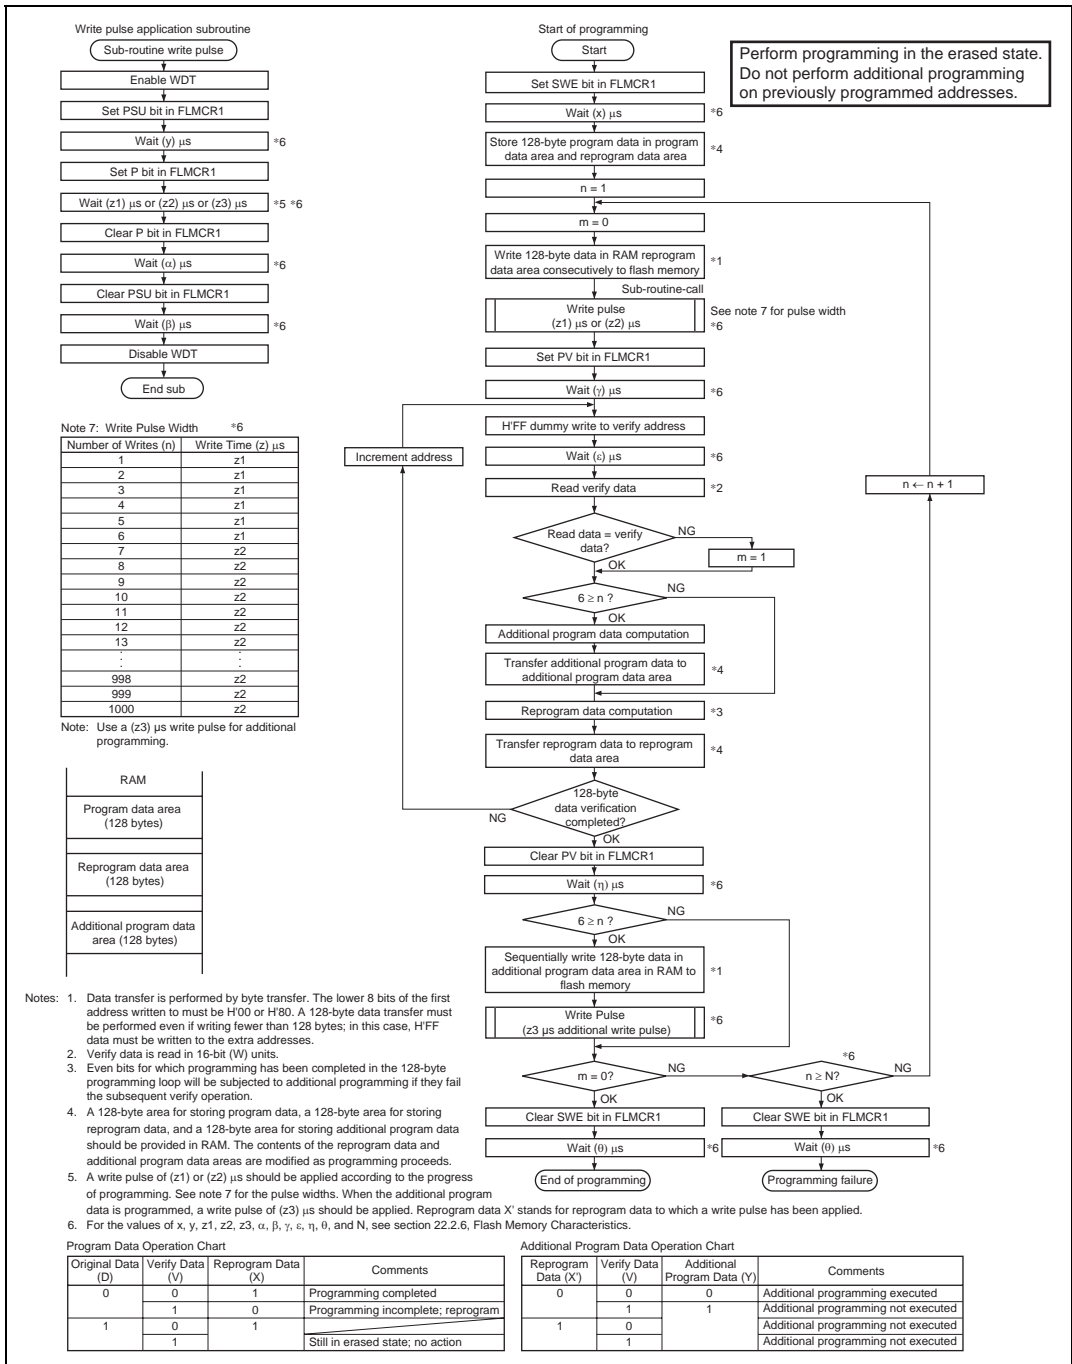 Write pulse application subroutine
Sub-routine write pulse
Enable WDT
Set PSU bit in FLMCR1
Wait (y) µs *6
Set P bit in FLMCR1
Wait (z1) µs or (z2) µs or (z3) µs *5 *6
Clear P bit in FLMCR1
Wait (α) µs *6
Clear PSU bit in FLMCR1
Wait (β) µs *6
Disable WDT
End sub
Note 7: Write Pulse Width *6
Number of Writes (n) Write Time (z) µs
1 z1
2 z1
3 z1
4 z1
5 z1
6 z1
7 z2
8 z2
9 z2
10 z2
11 z2
12 z2
13 z2
⋮ ⋮
998 z2
999 z2
1000 z2
Note: Use a (z3) µs write pulse for additional
programming.
RAM
Program data area
(128 bytes)
Reprogram data area
(128 bytes)
Additional program data
area (128 bytes)
Start of programming
Start
Perform programming in the erased state.
Do not perform additional programming
on previously programmed addresses.
Set SWE bit in FLMCR1
Wait (x) µs *6
Store 128-byte program data in program
data area and reprogram data area *4
n = 1
m = 0
Write 128-byte data in RAM reprogram
data area consecutively to flash memory *1
Sub-routine-call
Write pulse
(z1) µs or (z2) µs
See note 7 for pulse width
*6
Set PV bit in FLMCR1
Wait (γ) µs *6
H'FF dummy write to verify address
Increment address
Wait (ε) µs *6
Read verify data *2
n ← n + 1
Read data = verify
data?
NG
m = 1
OK
6 ≥ n ?
NG
OK
Additional program data computation
Transfer additional program data to
additional program data area *4
Reprogram data computation *3
Transfer reprogram data to reprogram
data area *4
128-byte
data verification
completed?
NG
OK
Clear PV bit in FLMCR1
Wait (η) µs *6
6 ≥ n ?
NG
OK
Sequentially write 128-byte data in
additional program data area in RAM to
flash memory *1
Write Pulse
(z3 µs additional write pulse) *6
m = 0?
NG
*6
n ≥ N?
NG
OK
OK
Clear SWE bit in FLMCR1
Clear SWE bit in FLMCR1
Wait (θ) µs *6
Wait (θ) µs *6
End of programming
Programming failure
Notes: 1. Data transfer is performed by byte transfer. The lower 8 bits of the first
address written to must be H'00 or H'80. A 128-byte data transfer must
be performed even if writing fewer than 128 bytes; in this case, H'FF
data must be written to the extra addresses.
2. Verify data is read in 16-bit (W) units.
3. Even bits for which programming has been completed in the 128-byte
programming loop will be subjected to additional programming if they fail
the subsequent verify operation.
4. A 128-byte area for storing program data, a 128-byte area for storing
reprogram data, and a 128-byte area for storing additional program data
should be provided in RAM. The contents of the reprogram data and
additional program data areas are modified as programming proceeds.
5. A write pulse of (z1) or (z2) µs should be applied according to the progress
of programming. See note 7 for the pulse widths. When the additional program
data is programmed, a write pulse of (z3) µs should be applied. Reprogram data X' stands for reprogram data to which a write pulse has been applied.
6. For the values of x, y, z1, z2, z3, α, β, γ, ε, η, θ, and N, see section 22.2.6, Flash Memory Characteristics.
Program Data Operation Chart
Original Data (D) Verify Data (V) Reprogram Data (X) Comments
0 0 1 Programming completed
1 0 Programming incomplete; reprogram
1 0 1
1 Still in erased state; no action
Additional Program Data Operation Chart
Reprogram Data (X') Verify Data (V) Additional Program Data (Y) Comments
0 0 0 Additional programming executed
1 1 Additional programming not executed
1 0 Additional programming not executed
1 Additional programming not executed